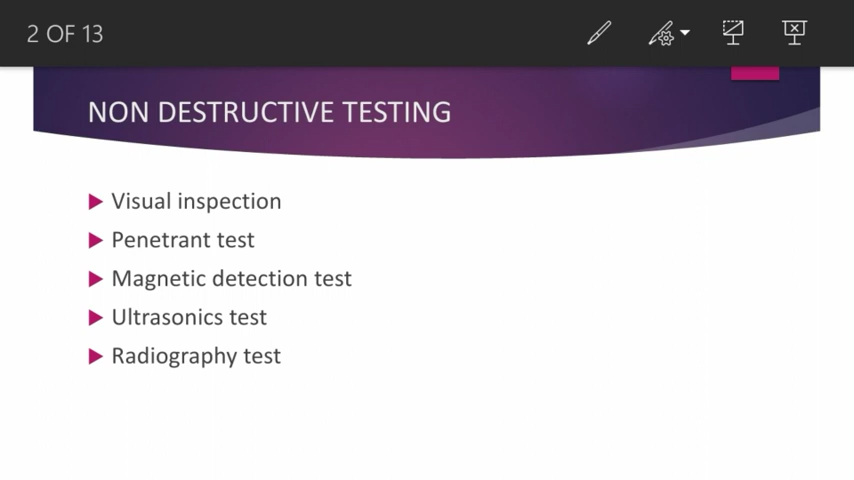 2 OF 13
NON DESTRUCTIVE TESTING
Visual inspection
Penetrant test
Magnetic detection test
Ultrasonics test
Radiography test